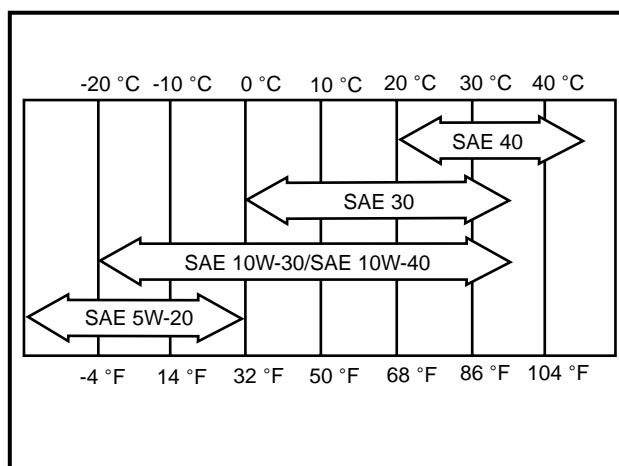 -20 °C -10 °C 0 °C 10 °C 20 °C 30 °C 40 °C
SAE 40
SAE 30
SAE 10W-30/SAE 10W-40
SAE 5W-20
-4 °F 14 °F 32 °F 50 °F 68 °F 86 °F 104 °F